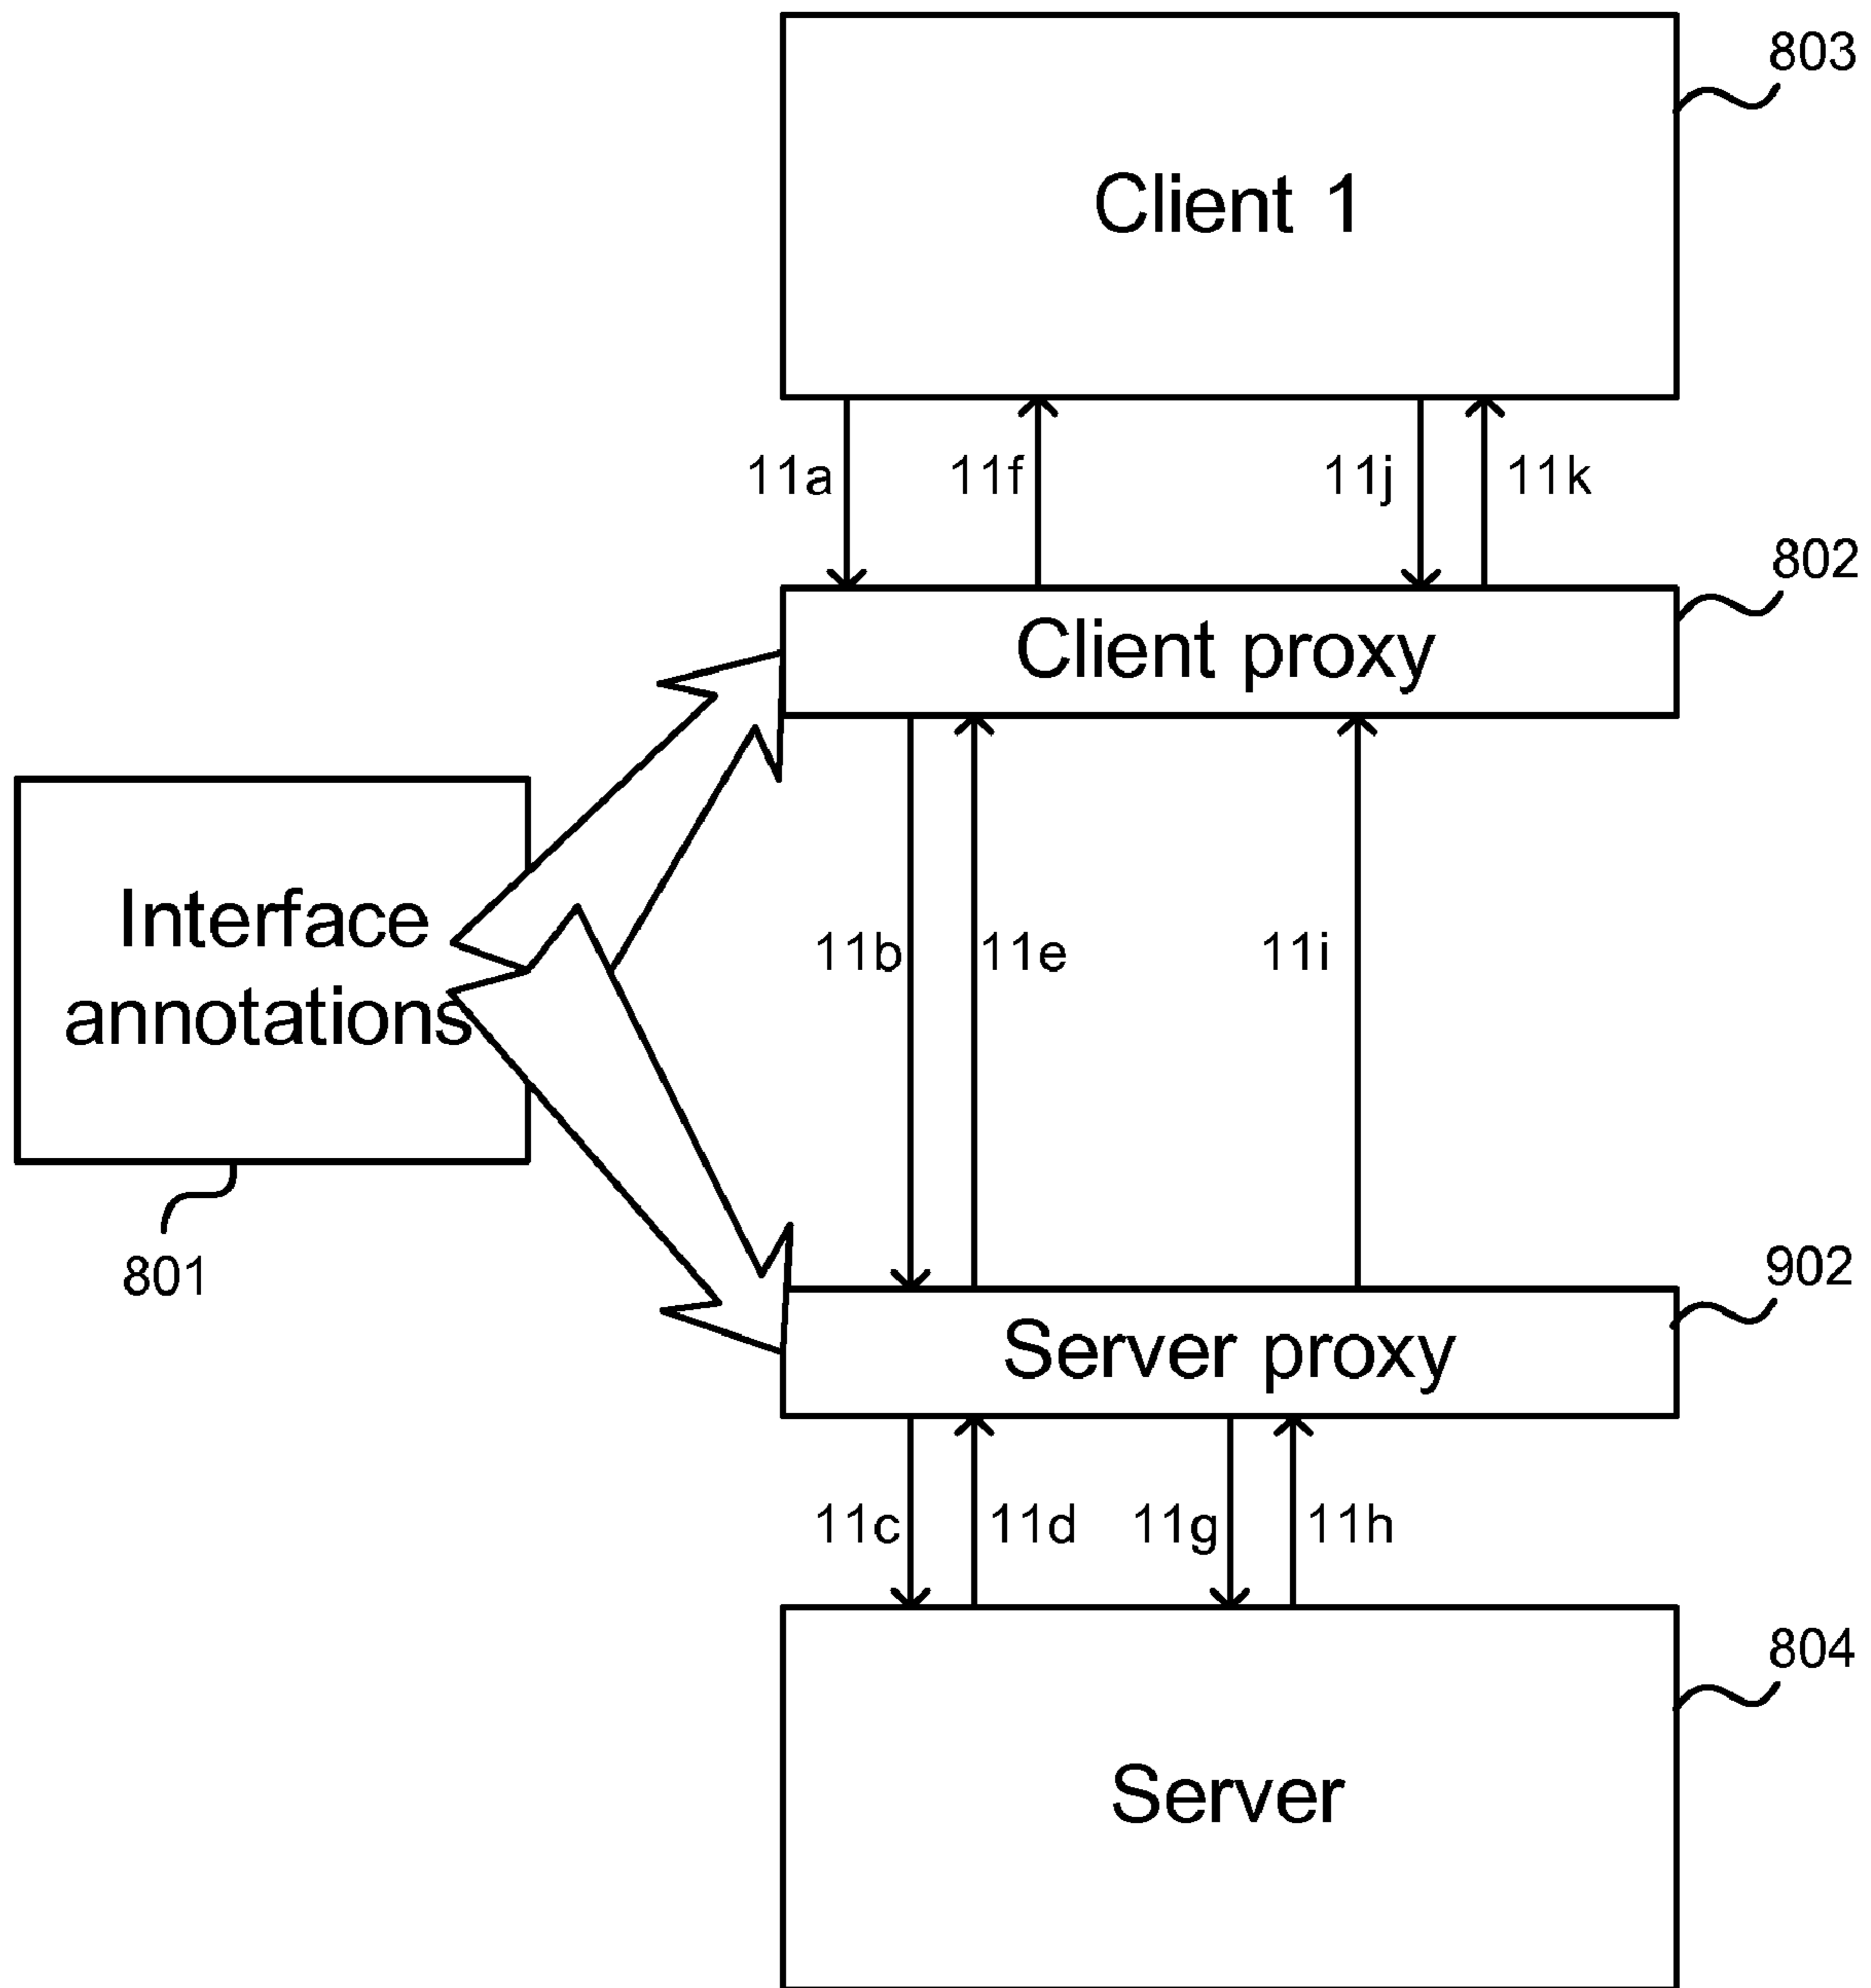 803
Client 1
11a
11f
11j
11k
802
Client proxy
Interface
annotations
11b
11e
11i
801
902
Server proxy
11c
11d
11g
11h
804
Server